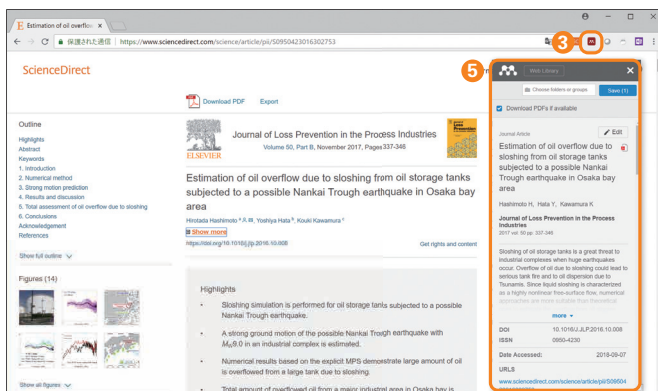 Estimation of oil overflow
保護された通信 | https://www.sciencedirect.com/science/article/pii/S0950423016302753
3
ScienceDirect
5
Web Library
Choose folders or groups
Save (1)
Download PDFs if available
Journal Article
Edit
Estimation of oil overflow due to
sloshing from oil storage tanks
subjected to a possible Nankai
Trough earthquake in Osaka bay
area
Hashimoto H, Hata Y, Kawamura K
Journal of Loss Prevention in the Process
Industries
2017 vol: 50 pp: 337-346
Sloshing of oil storage tanks is a great threat to
industrial complexes when huge earthquakes
occur. Overflow of oil due to sloshing could lead to
serious tank fire and to oil dispersion due to
Tsunamis. Since liquid sloshing is characterized
as a highly nonlinear free-surface flow, numerical
approaches are more suitable than theoretical
more
DOI 10.1016/J.JLP.2016.10.008
ISSN 0950-4230
Date Accessed: 2018-09-07
URLS
www.sciencedirect.com/science/article/pii/S09504
Download PDF Export
Outline
Highlights
Abstract
Keywords
1. Introduction
2. Numerical method
3. Strong motion prediction
4. Results and discussion
5. Total assessment of oil overflow due to sloshing
6. Conclusions
Acknowledgement
References
Show full outline
Figures (14)
Show all figures
ELSEVIER
Journal of Loss Prevention in the Process Industries
Volume 50, Part B, November 2017, Pages 337-346
Estimation of oil overflow due to sloshing from oil storage tanks
subjected to a possible Nankai Trough earthquake in Osaka bay
area
Hirotada Hashimoto a, Yoshiya Hata b, Kouki Kawamura c
Show more
https://doi.org/10.1016/j.jlp.2016.10.008 Get rights and content
Highlights
• Sloshing simulation is performed for oil storage tanks subjected to a possible
Nankai Trough earthquake.
• A strong ground motion of the possible Nankai Trough earthquake with
Mw9.0 in an industrial complex is estimated.
• Numerical results based on the explicit MPS demonstrate large amount of oil
is overflowed from a large tank due to sloshing.
• Total amount of overflowed oil from a major industrial area in Osaka bay is